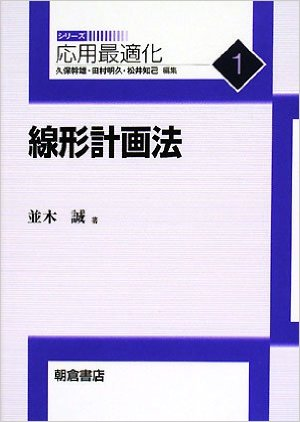 シリーズ
応用最適化
久保幹雄・田村明久・松井知己 編集
1
線形計画法
並木 誠 著
朝倉書店